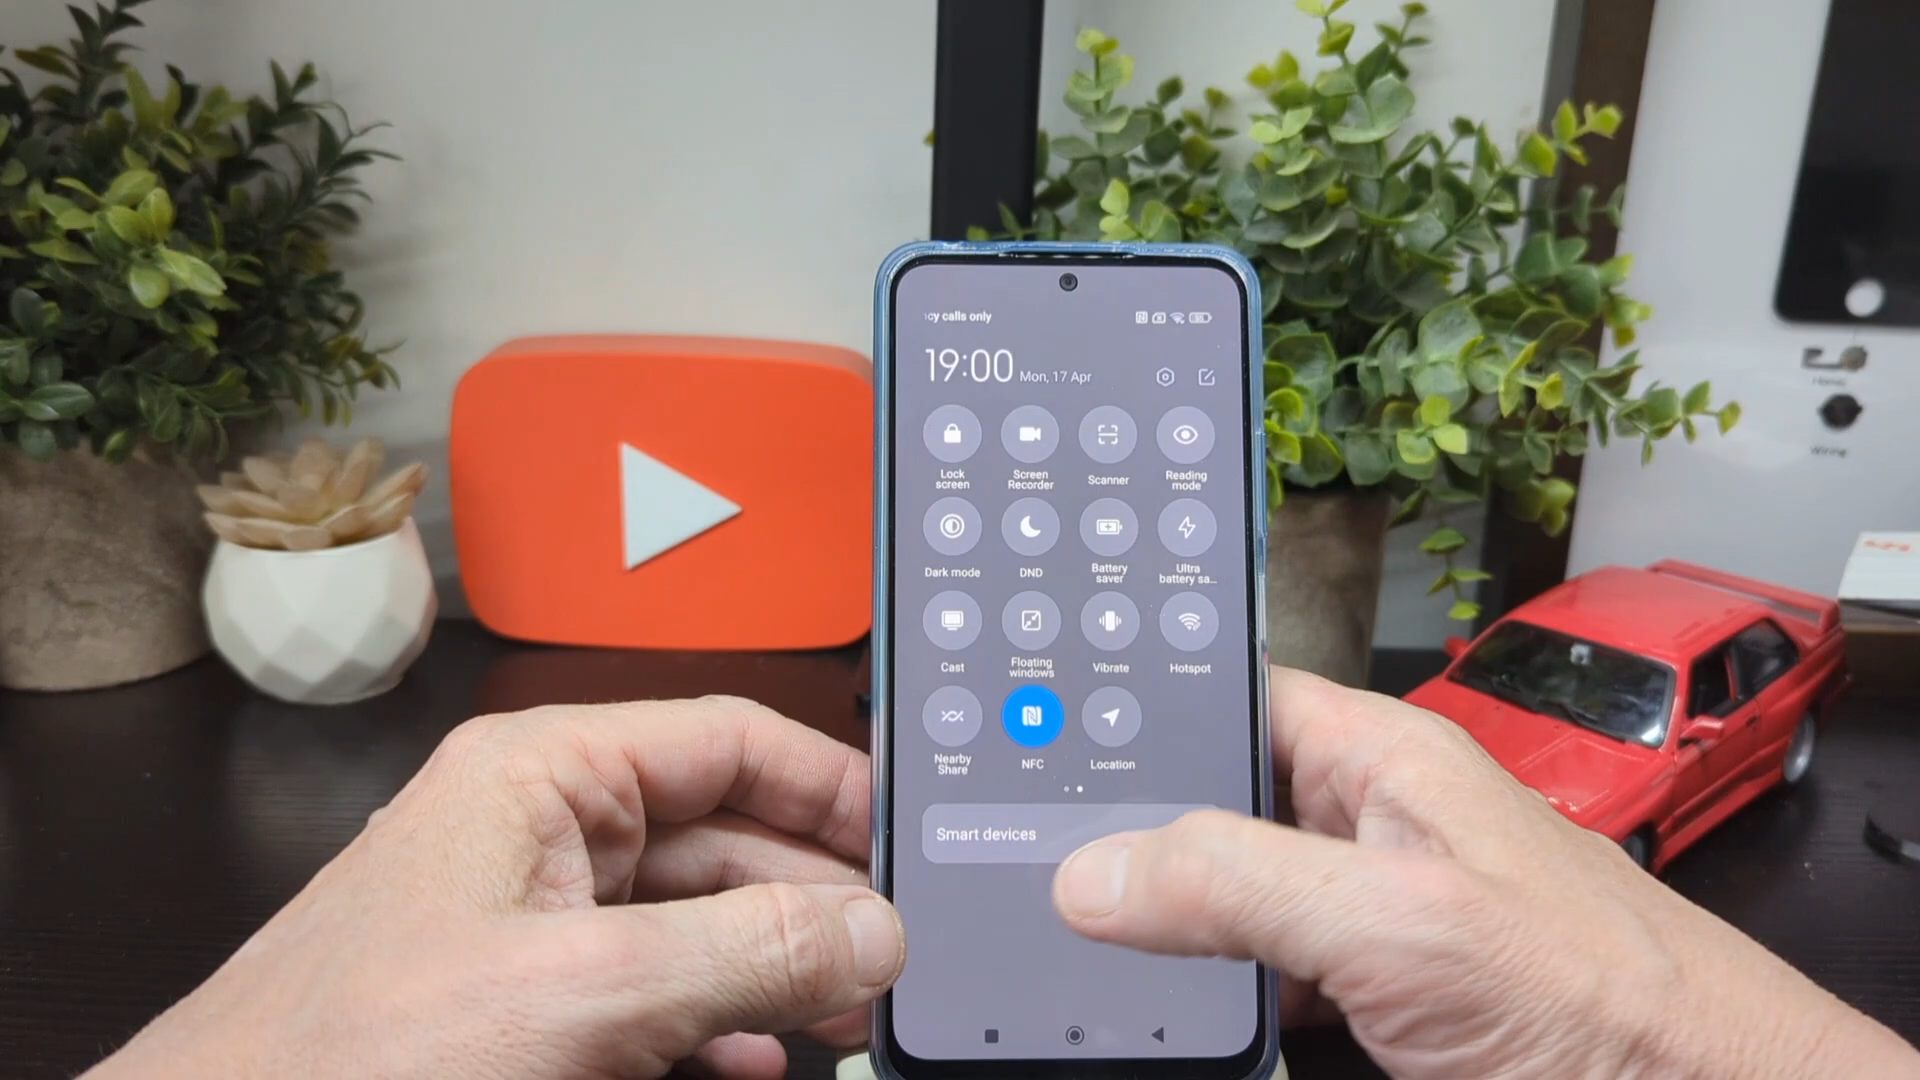 cy calls only
19:00 Mon, 17 Apr
Lock
screen
Screen
Recorder
Scanner
Reading
mode
Dark mode
DND
Battery
saver
Ultra
battery sa...
Cast
Floating
windows
Vibrate
Hotspot
Nearby
Share
NFC
Location
Smart devices